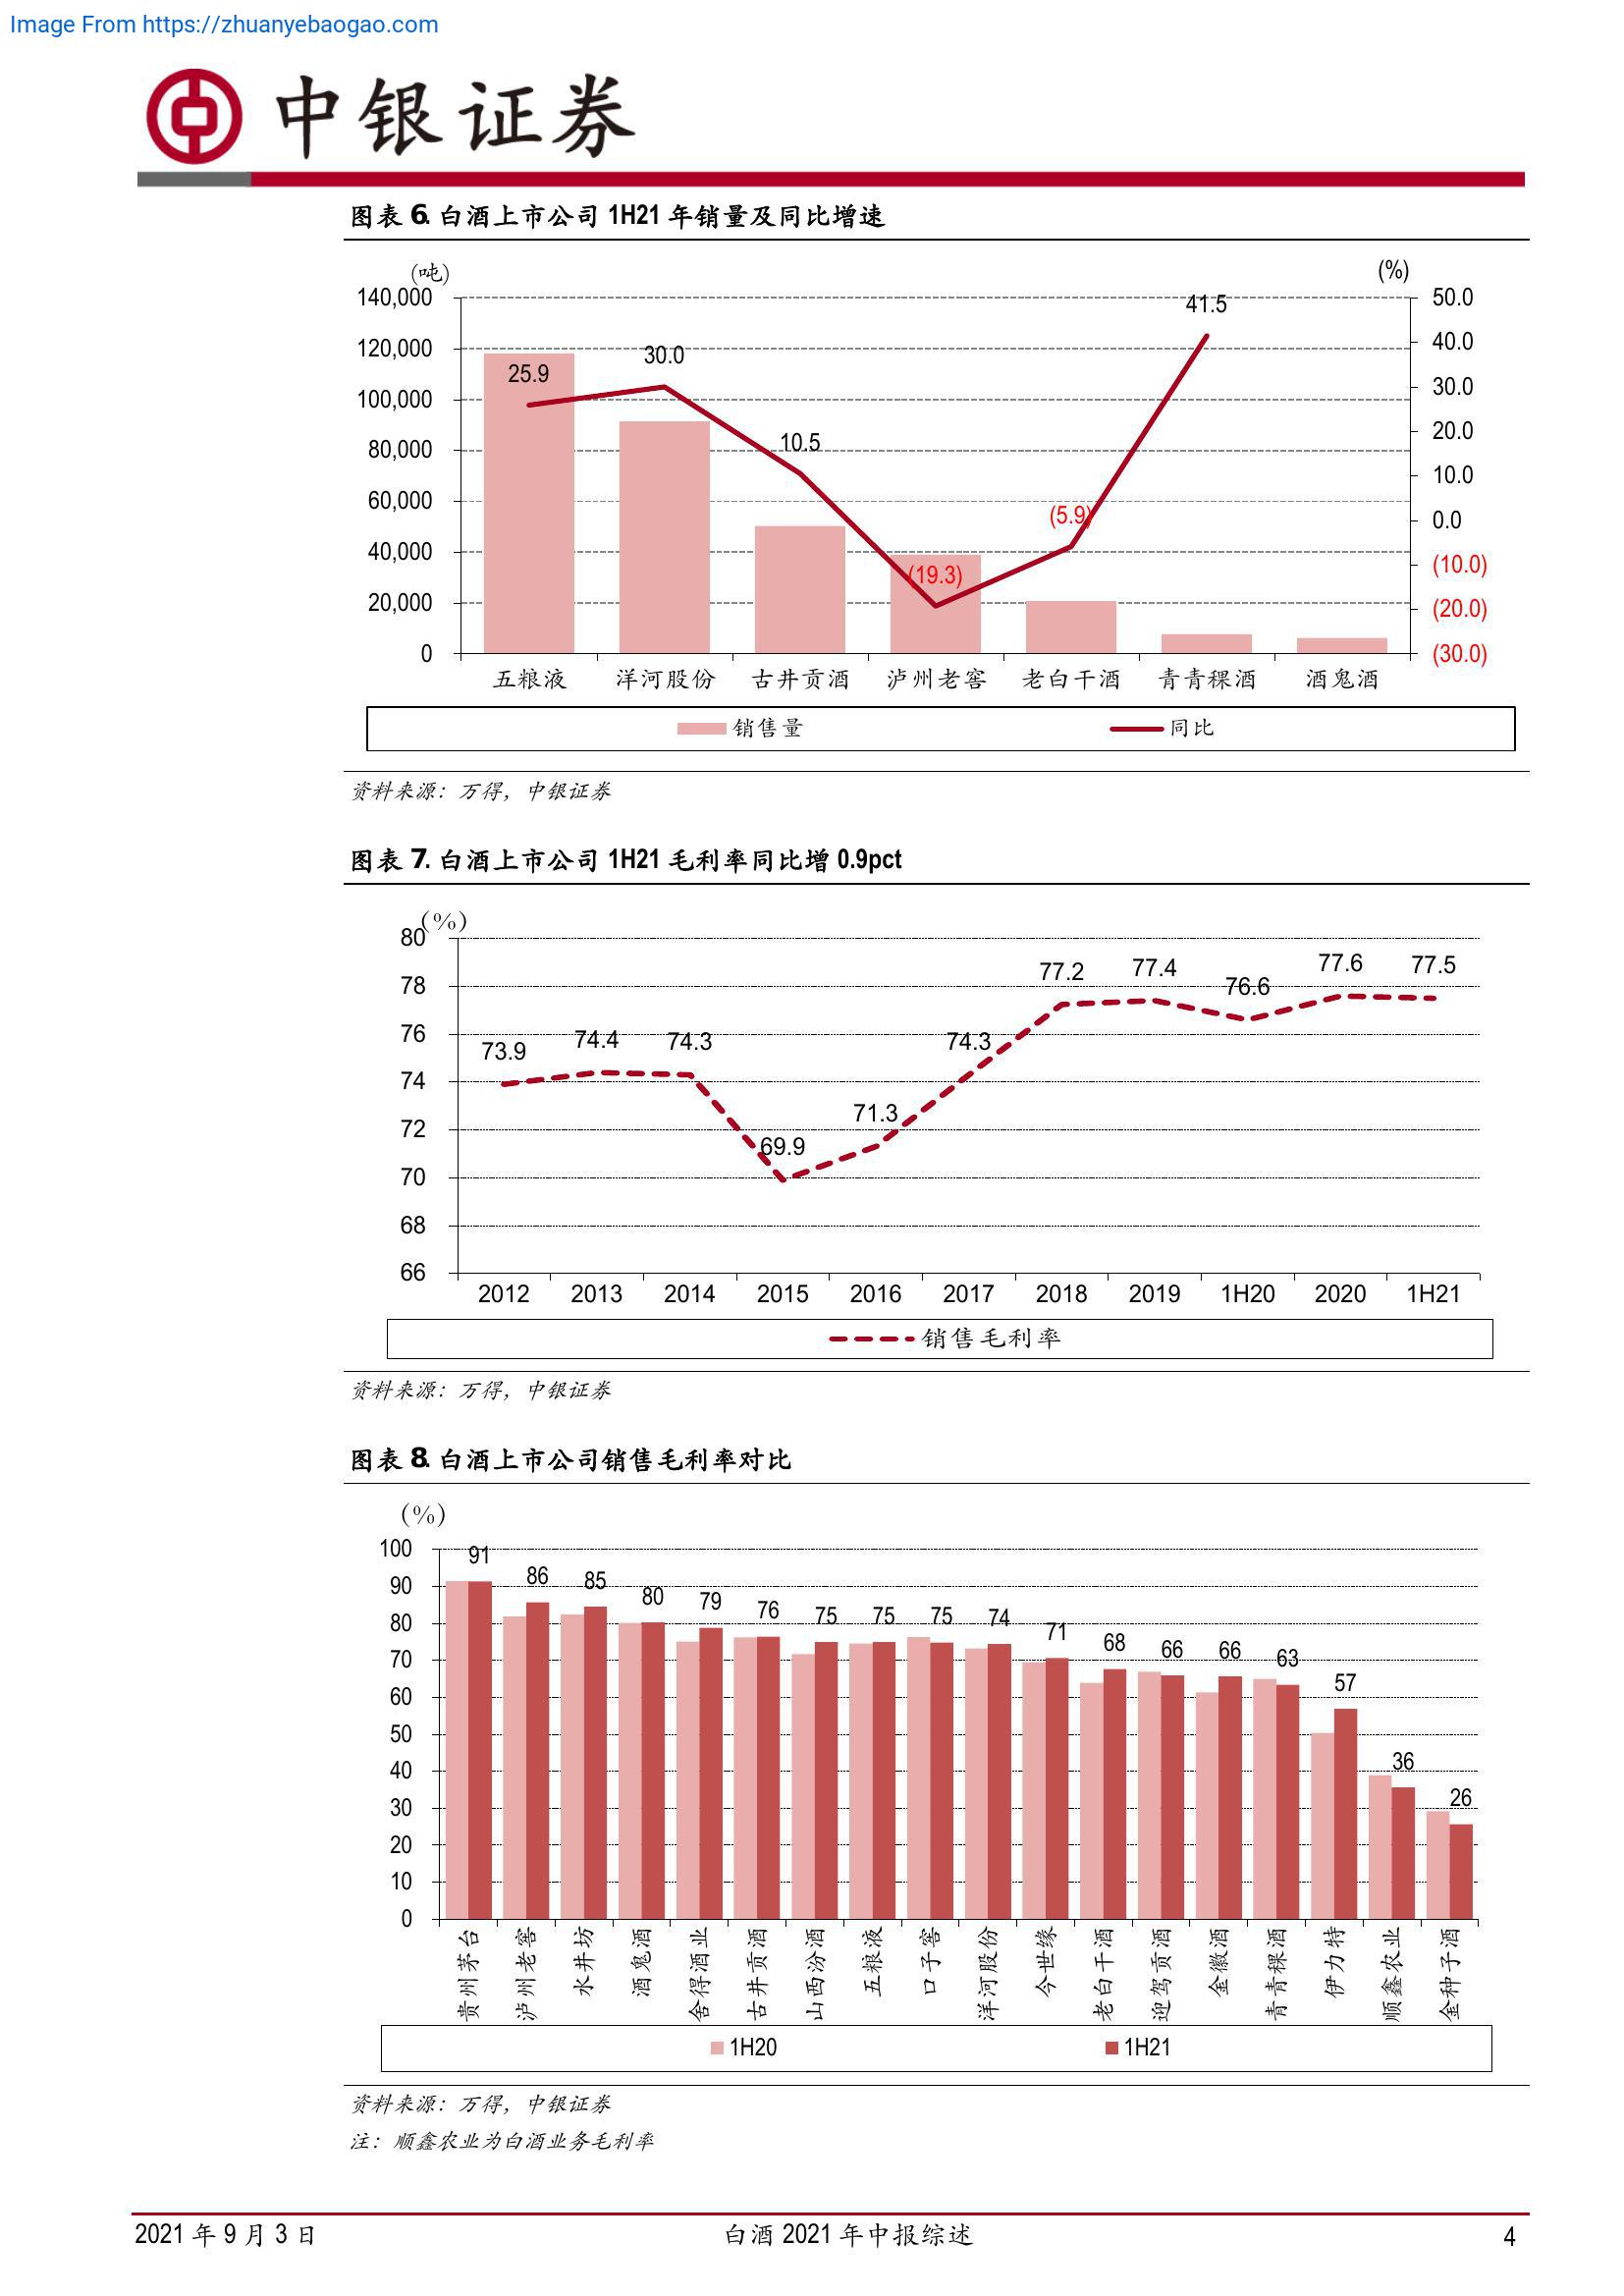 Image From https://zhuanyebaogao.com
中银证券
图表 6. 白酒上市公司 1H21 年销量及同比增速
(吨)
(%)
140,000
120,000
100,000
80,000
60,000
40,000
20,000
0
50.0
40.0
30.0
20.0
10.0
0.0
(10.0)
(20.0)
(30.0)
25.9
30.0
10.5
(19.3)
(5.9)
41.5
五粮液
洋河股份
古井贡酒
泸州老窖
老白干酒
青青稞酒
酒鬼酒
销售量
同比
资料来源：万得，中银证券
图表 7. 白酒上市公司 1H21 毛利率同比增 0.9pct
(%)
80
78
76
74
72
70
68
66
73.9
74.4
74.3
69.9
71.3
74.3
77.2
77.4
76.6
77.6
77.5
2012
2013
2014
2015
2016
2017
2018
2019
1H20
2020
1H21
销售毛利率
资料来源：万得，中银证券
图表 8. 白酒上市公司销售毛利率对比
(%)
100
90
80
70
60
50
40
30
20
10
0
91
86
85
80
79
76
75
75
75
74
71
68
66
66
63
57
36
26
贵州茅台
泸州老窖
水井坊
酒鬼酒
舍得酒业
古井贡酒
山西汾酒
五粮液
口子窖
洋河股份
今世缘
老白干酒
迎驾贡酒
金徽酒
青青稞酒
伊力特
顺鑫农业
金种子酒
1H20
1H21
资料来源：万得，中银证券
注：顺鑫农业为白酒业务毛利率
2021 年 9 月 3 日
白酒 2021 年中报综述
4